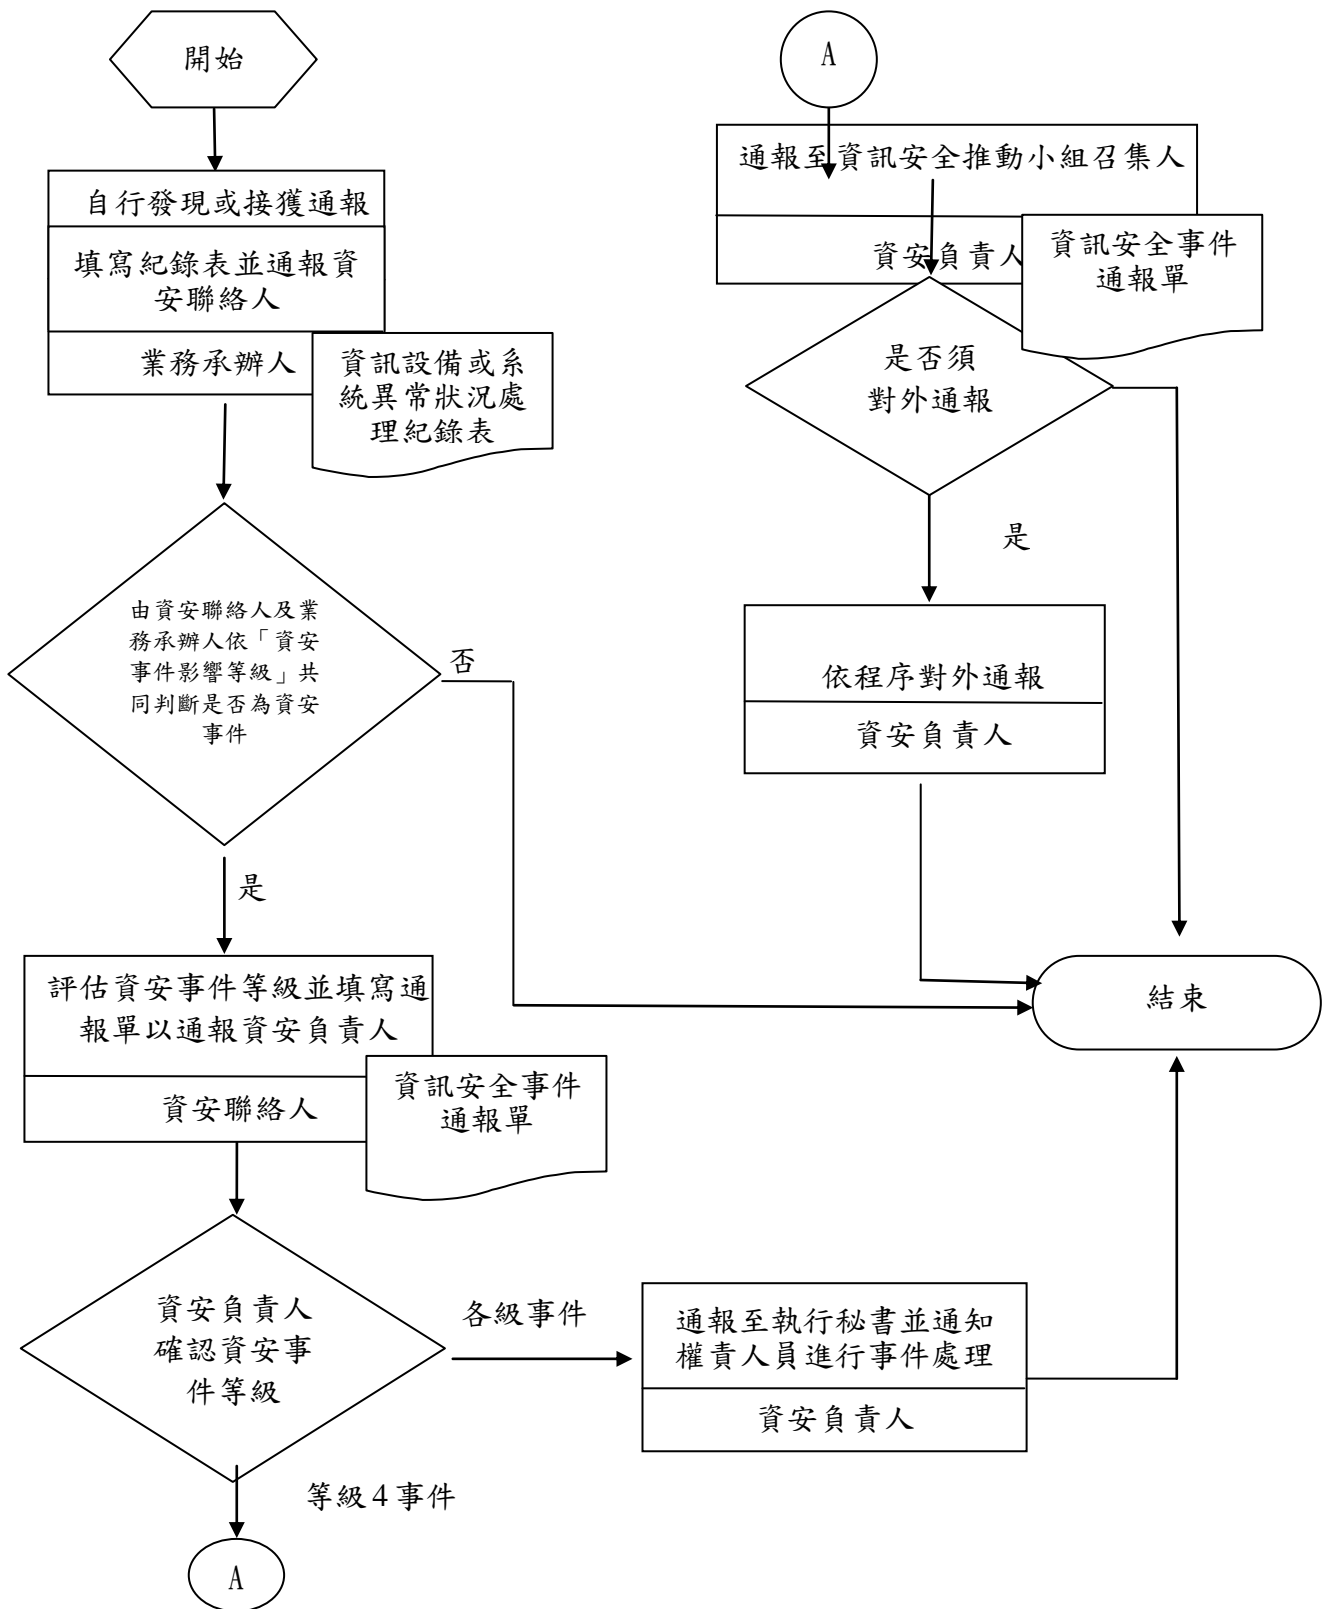 開始
自行發現或接獲通報
填寫紀錄表並通報資
安聯絡人
業務承辦人
資訊設備或系
統異常狀況處
理紀錄表
由資安聯絡人及業
務承辦人依「資安
事件影響等級」共
同判斷是否為資安
事件
否
是
評估資安事件等級並填寫通
報單以通報資安負責人
資安聯絡人
資訊安全事件
通報單
資安負責人
確認資安事
件等級
各級事件
通報至執行秘書並通知
權責人員進行事件處理
資安負責人
等級4事件
A
A
通報至資訊安全推動小組召集人
資安負責人
資訊安全事件
通報單
是否須
對外通報
是
依程序對外通報
資安負責人
結束